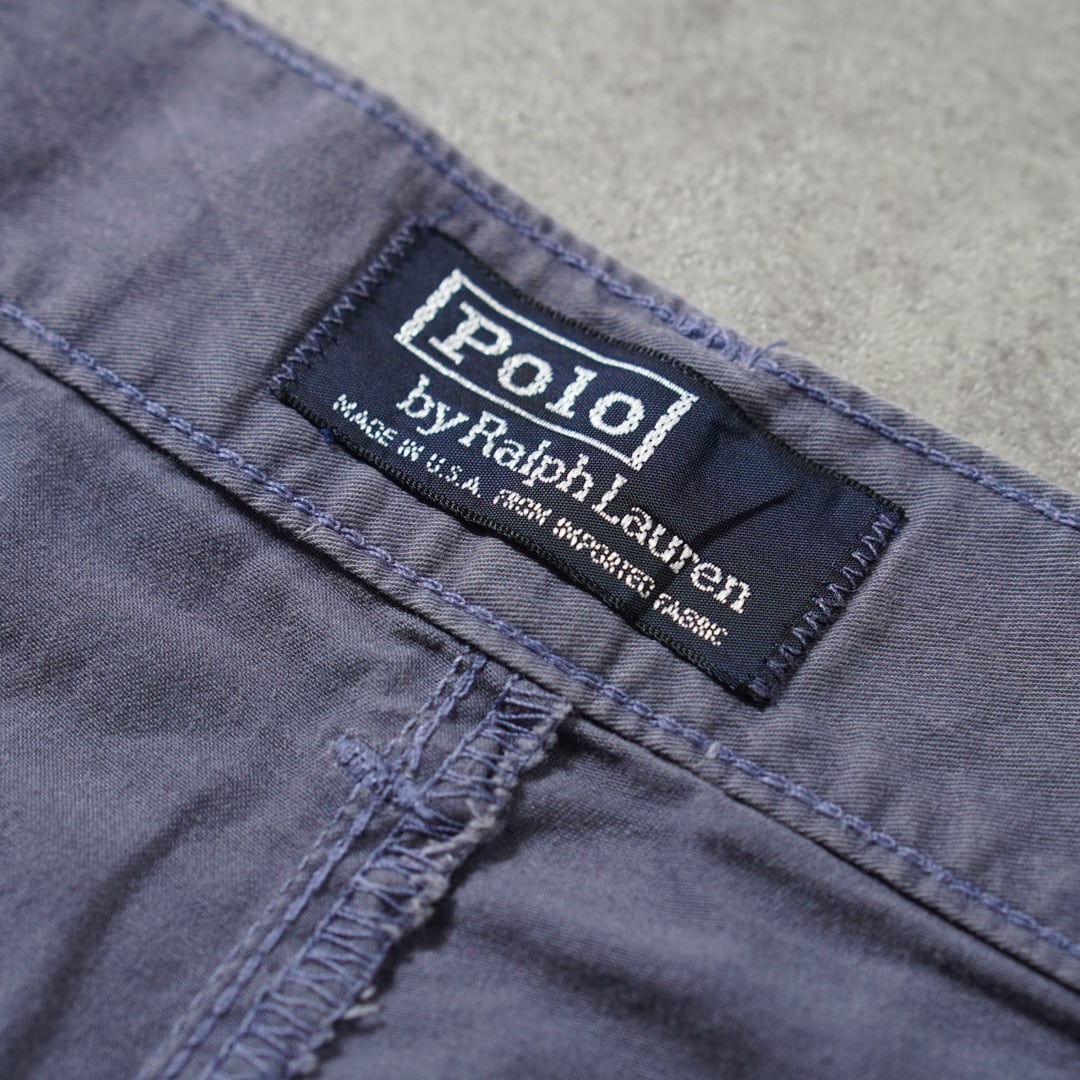 Polo
by Ralph Lauren
MADE IN U.S.A. FROM IMPORTED FABRIC